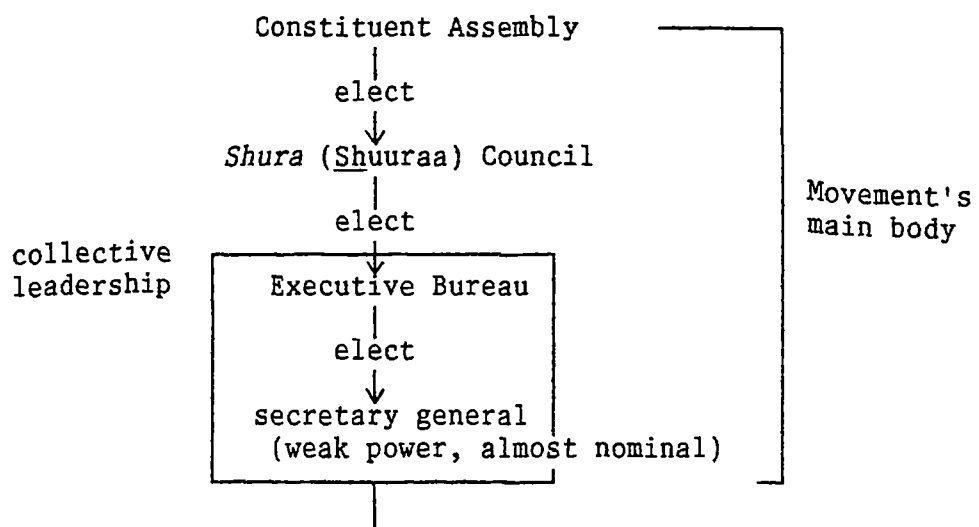 Constituent Assembly
elect
Shura (Shuuraa) Council
elect
Movement's
main body
collective
leadership
Executive Bureau
elect
secretary general
(weak power, almost nominal)